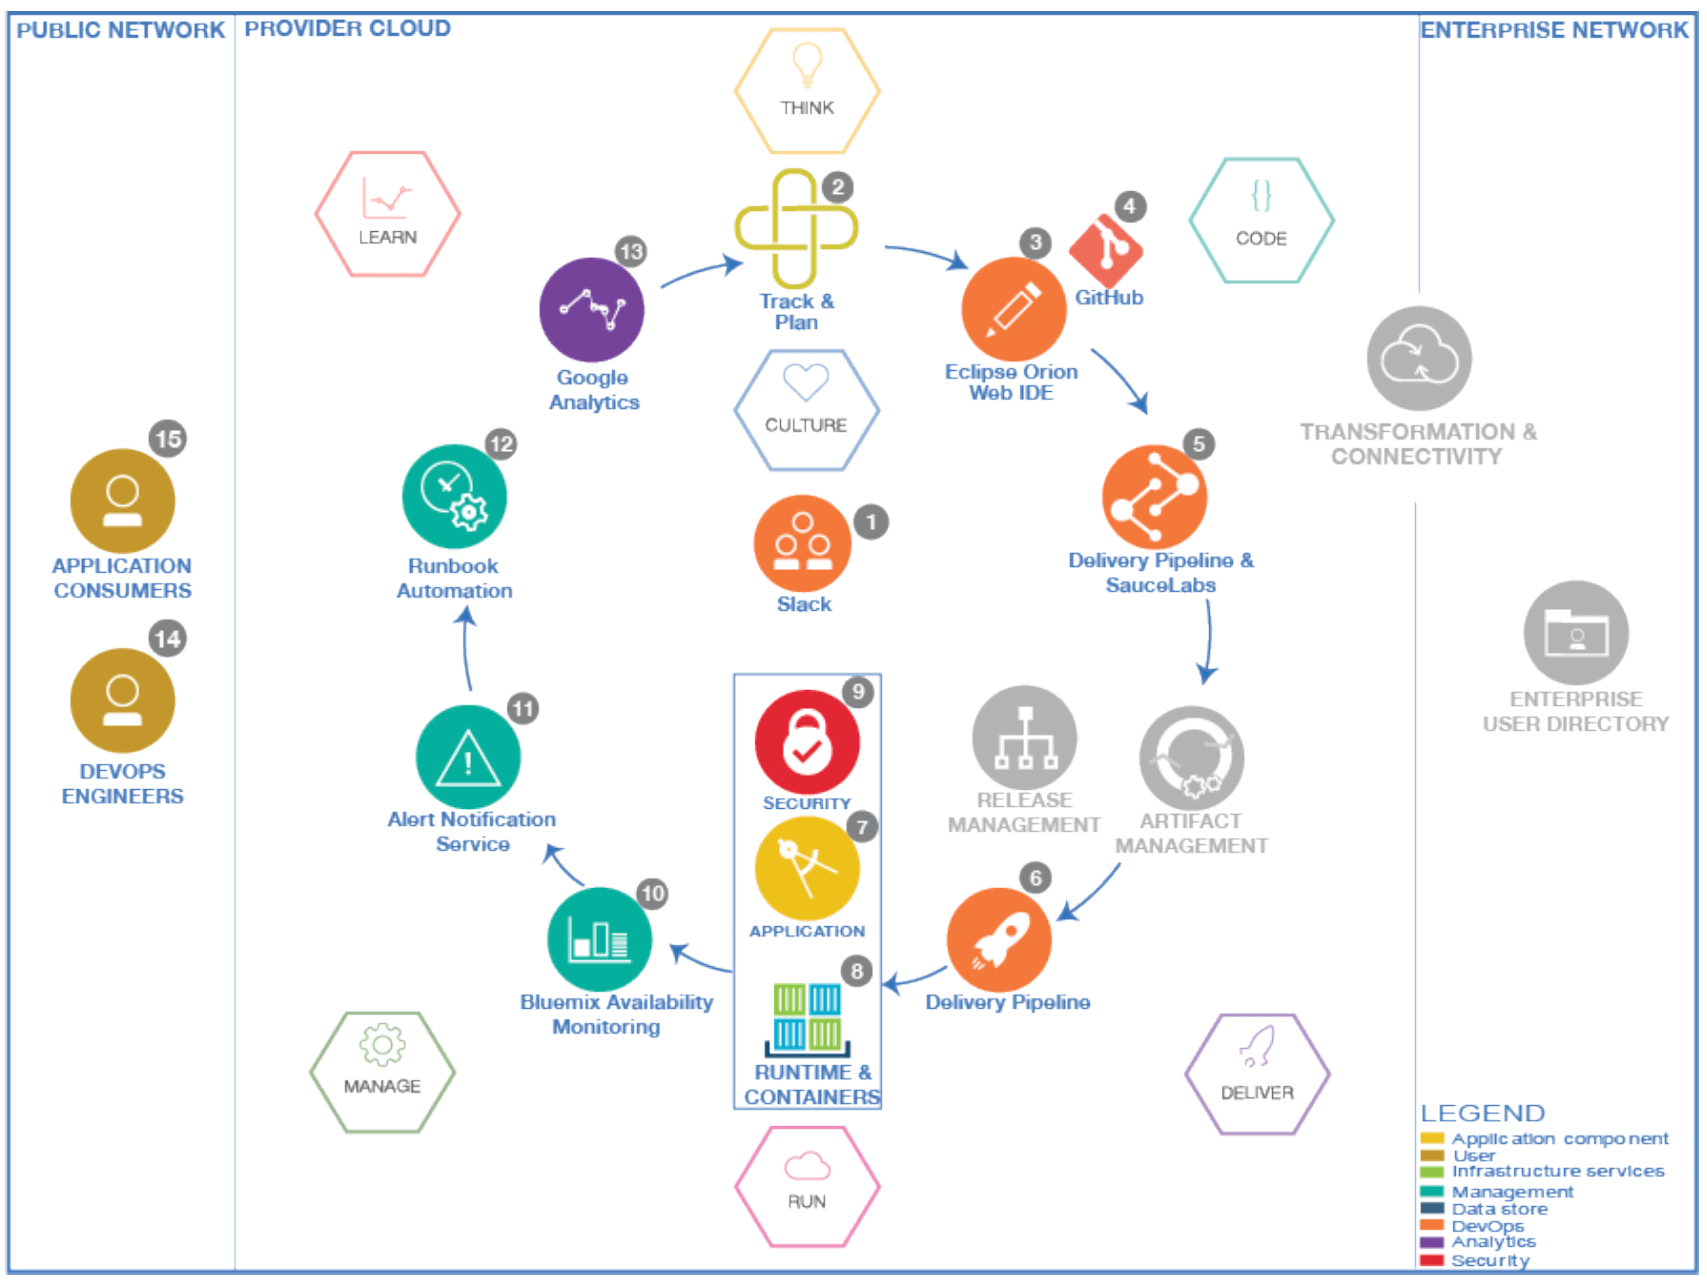 PUBLIC NETWORK
PROVIDER CLOUD
ENTERPRISE NETWORK
THINK
LEARN
CODE
2
Track &
Plan
13
Google
Analytics
3
Eclipse Orion
Web IDE
4
GitHub
CULTURE
TRANSFORMATION &
CONNECTIVITY
15
APPLICATION
CONSUMERS
14
DEVOPS
ENGINEERS
12
Runbook
Automation
1
Slack
5
Delivery Pipeline &
SauceLabs
ENTERPRISE
USER DIRECTORY
11
Alert Notification
Service
9
SECURITY
7
APPLICATION
8
RUNTIME &
CONTAINERS
RELEASE
MANAGEMENT
ARTIFACT
MANAGEMENT
6
Delivery Pipeline
10
Bluemix Availability
Monitoring
MANAGE
RUN
DELIVER
LEGEND
Application component
User
Infrastructure services
Management
Data store
DevOps
Analytics
Security